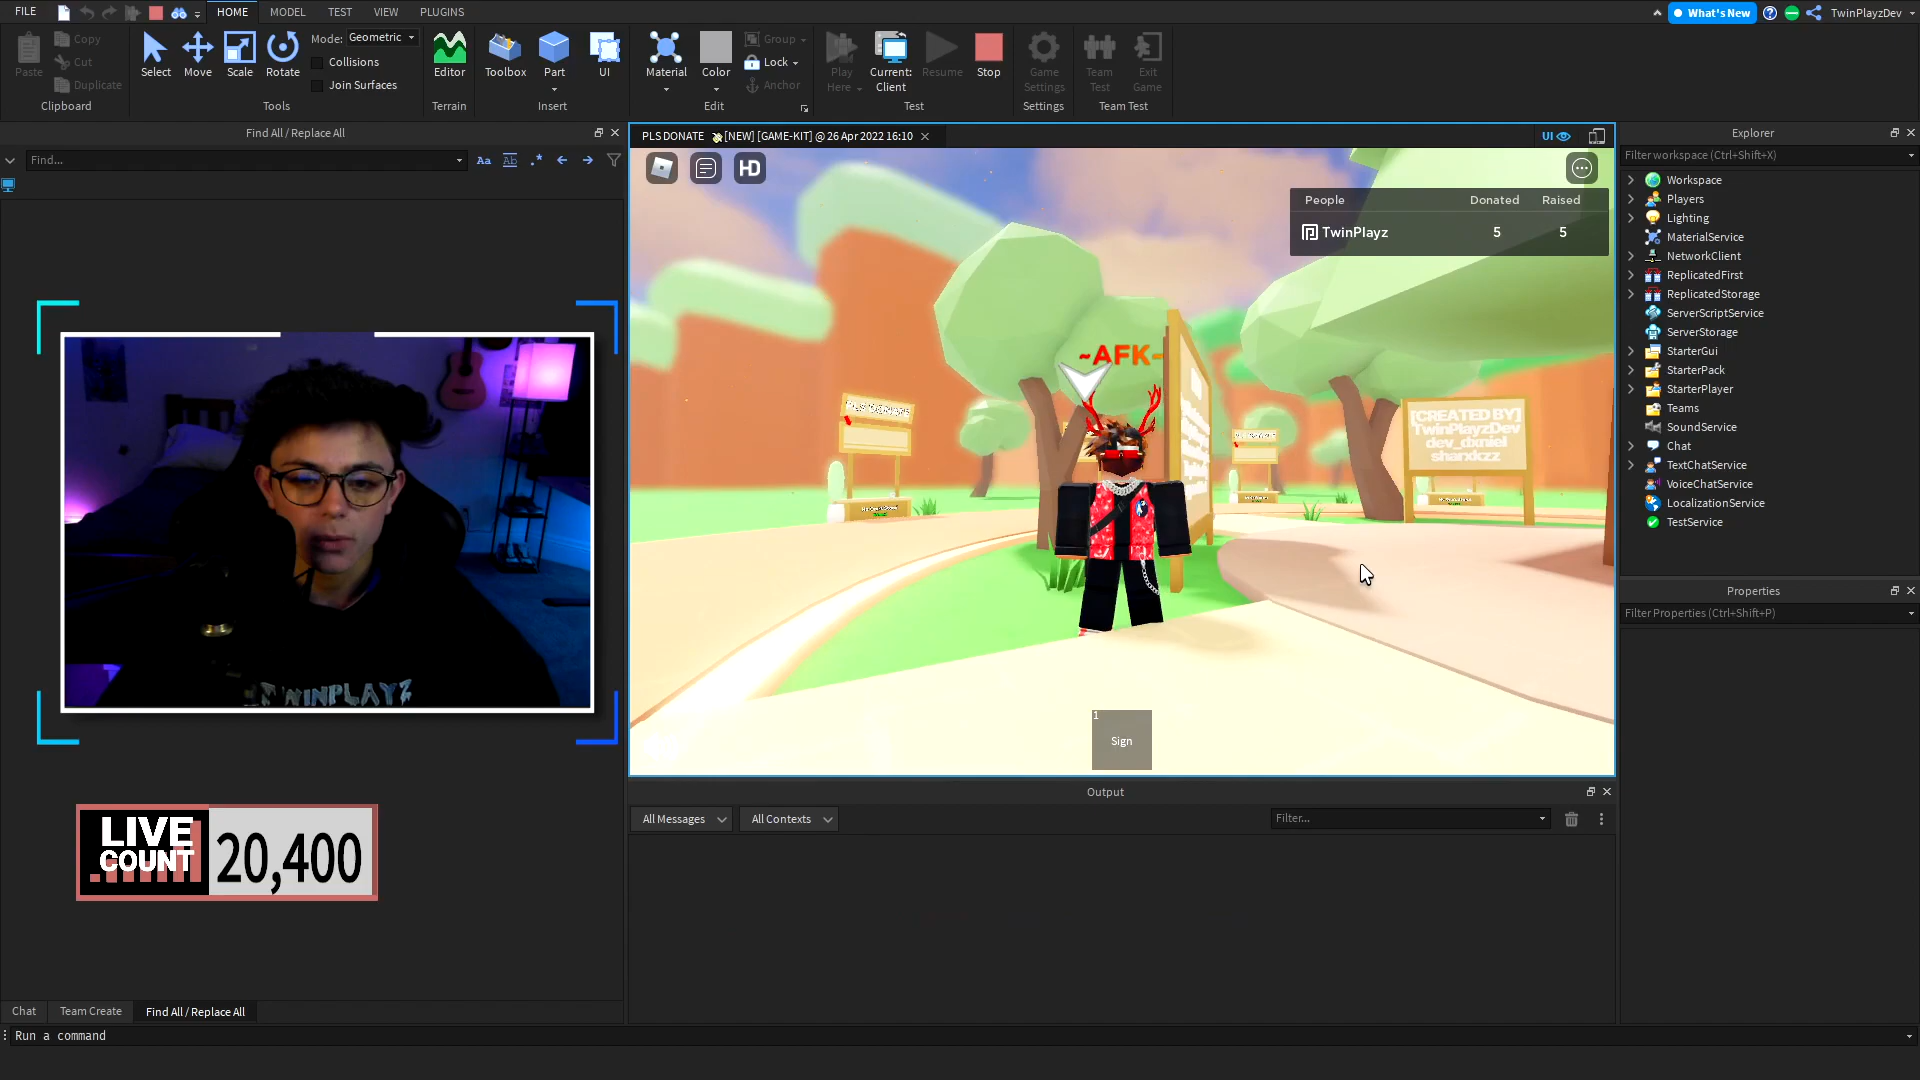 FILE
HOME
MODEL
TEST
VIEW
PLUGINS
What's New
TwinPlayzDev
Paste
Copy
Cut
Duplicate
Clipboard
Select
Move
Scale
Rotate
Mode: Geometric
Collisions
Join Surfaces
Tools
Editor
Terrain
Toolbox
Part
UI
Insert
Material
Color
Group
Lock
Anchor
Edit
Play
Here
Current:
Client
Resume
Stop
Test
Game
Settings
Settings
Team
Test
Exit
Game
Team Test
Find All / Replace All
Find...
Aa
Ab
.*
PLS DONATE [NEW] [GAME-KIT] @ 26 Apr 2022 16:10
UI
HD
People Donated Raised
TwinPlayz 5 5
~AFK~
[CREATED BY]
TwinPlayzDev
dev_dxniel
sharxkzz
1
Sign
TWINPLAYZ
LIVE
COUNT
20,400
Output
All Messages
All Contexts
Filter...
Explorer
Filter workspace (Ctrl+Shift+X)
Workspace
Players
Lighting
MaterialService
NetworkClient
ReplicatedFirst
ReplicatedStorage
ServerScriptService
ServerStorage
StarterGui
StarterPack
StarterPlayer
Teams
SoundService
Chat
TextChatService
VoiceChatService
LocalizationService
TestService
Properties
Filter Properties (Ctrl+Shift+P)
Chat
Team Create
Find All / Replace All
Run a command